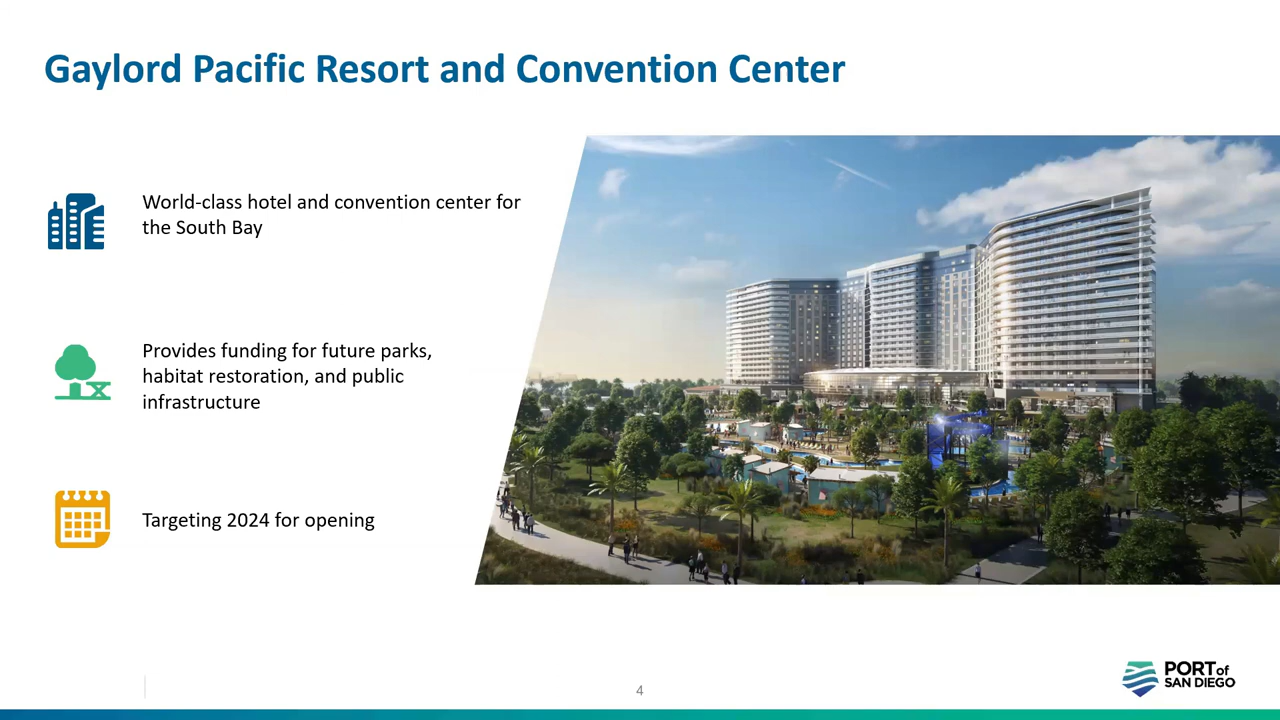 Gaylord Pacific Resort and Convention Center
World-class hotel and convention center for
the South Bay
Provides funding for future parks,
habitat restoration, and public
infrastructure
Targeting 2024 for opening
4
PORT of
SAN DIEGO